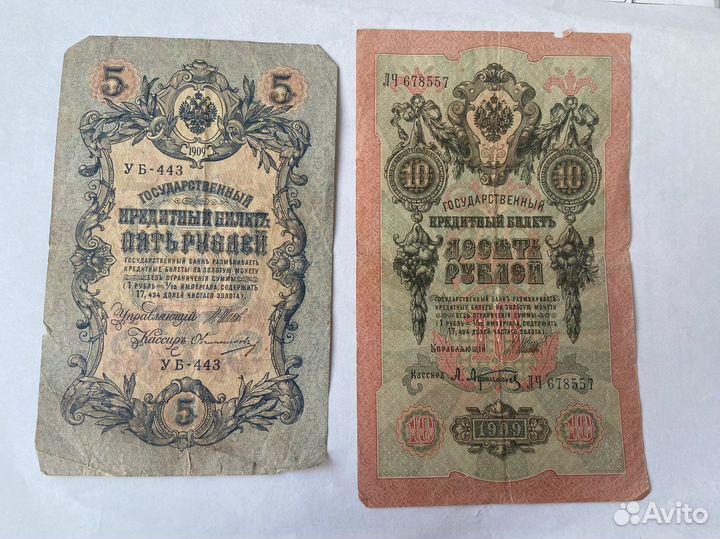 5 5
1909
УБ-443
ГОСУДАРСТВЕННЫЙ
КРЕДИТНЫЙ БИЛЕТЪ
ПЯТЬ РУБЛЕЙ
ГОСУДАРСТВЕННЫЙ БАНКЪ РАЗМѢНИВАЕТЪ
КРЕДИТНЫЕ БИЛЕТЫ НА ЗОЛОТУЮ МОНЕТУ
БЕЗЪ ОГРАНИЧЕНІЯ СУММЫ
(1 РУБЛЬ = 1/15 ИМПЕРІАЛА, СОДЕРЖИТЪ
17,424 ДОЛЕЙ ЧИСТАГО ЗОЛОТА).
Управляющій
Кассиръ
УБ-443
5
ЛЧ 678557
10 10
ГОСУДАРСТВЕННЫЙ
КРЕДИТНЫЙ БИЛЕТЪ
ДЕСЯТЬ
РУБЛЕЙ
ГОСУДАРСТВЕННЫЙ БАНКЪ РАЗМѢНИВАЕТЪ
КРЕДИТНЫЕ БИЛЕТЫ НА ЗОЛОТУЮ МОНЕТУ
БЕЗЪ ОГРАНИЧЕНІЯ СУММЫ
(1 РУБЛЬ = 1/15 ИМПЕРІАЛА, СОДЕРЖИТЪ
17,424 ДОЛЕЙ ЧИСТАГО ЗОЛОТА).
УПРАВЛЯЮЩІЙ
Кассиръ А. Афанасьев
ЛЧ 678557
10 1909 10
Avito